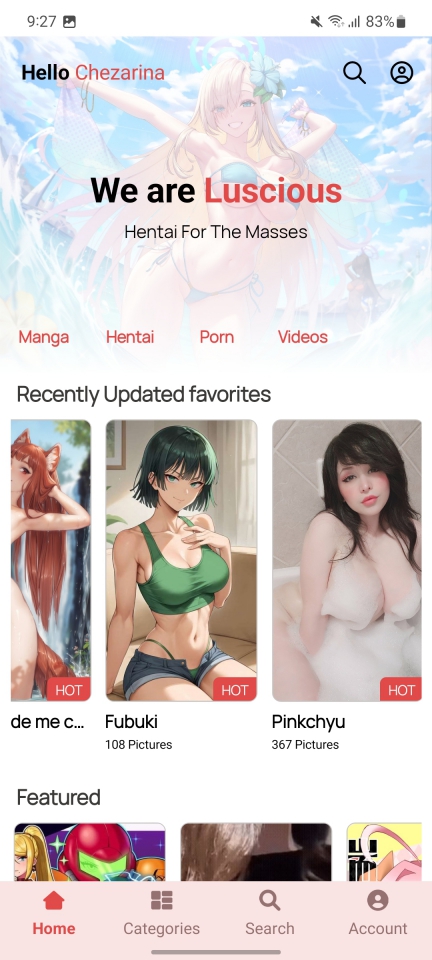 9:27
83%
Hello Chezarina
We are Luscious
Hentai For The Masses
Manga Hentai Porn Videos
Recently Updated favorites
HOT HOT HOT
de me c... Fubuki Pinkchyu
108 Pictures 367 Pictures
Featured
Home Categories Search Account